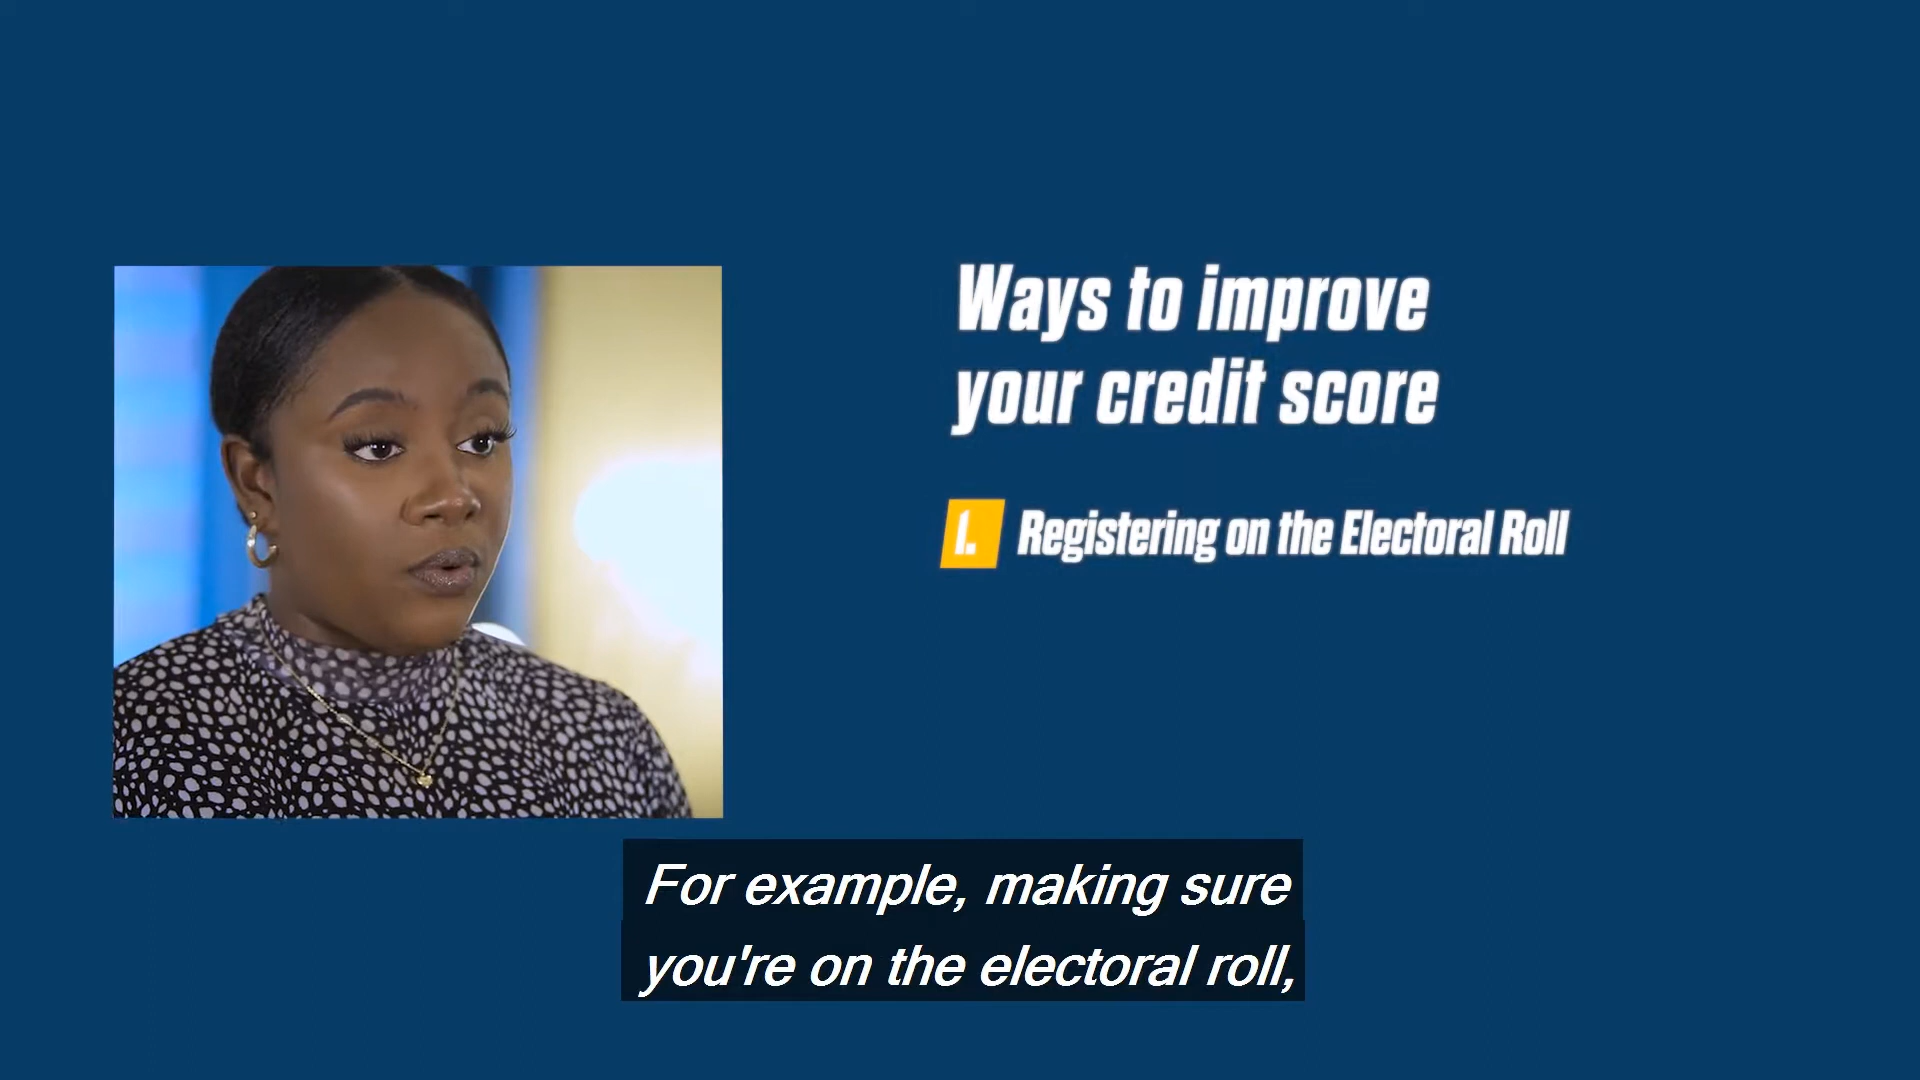 Ways to improve
your credit score
1. Registering on the Electoral Roll
For example, making sure
you're on the electoral roll,